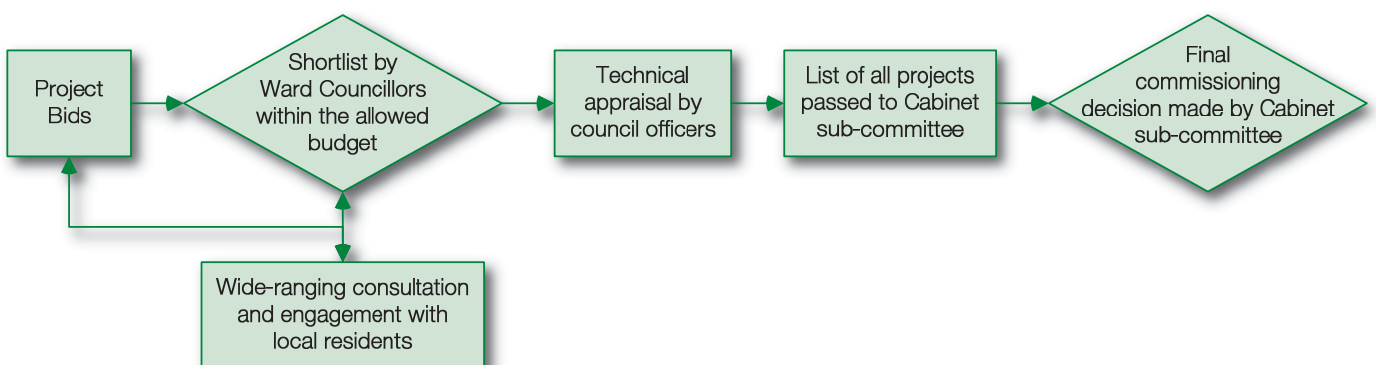 Project
Bids
Shortlist by
Ward Councillors
within the allowed
budget
Technical
appraisal by
council officers
List of all projects
passed to Cabinet
sub-committee
Final
commissioning
decision made by Cabinet
sub-committee
Wide-ranging consultation
and engagement with
local residents